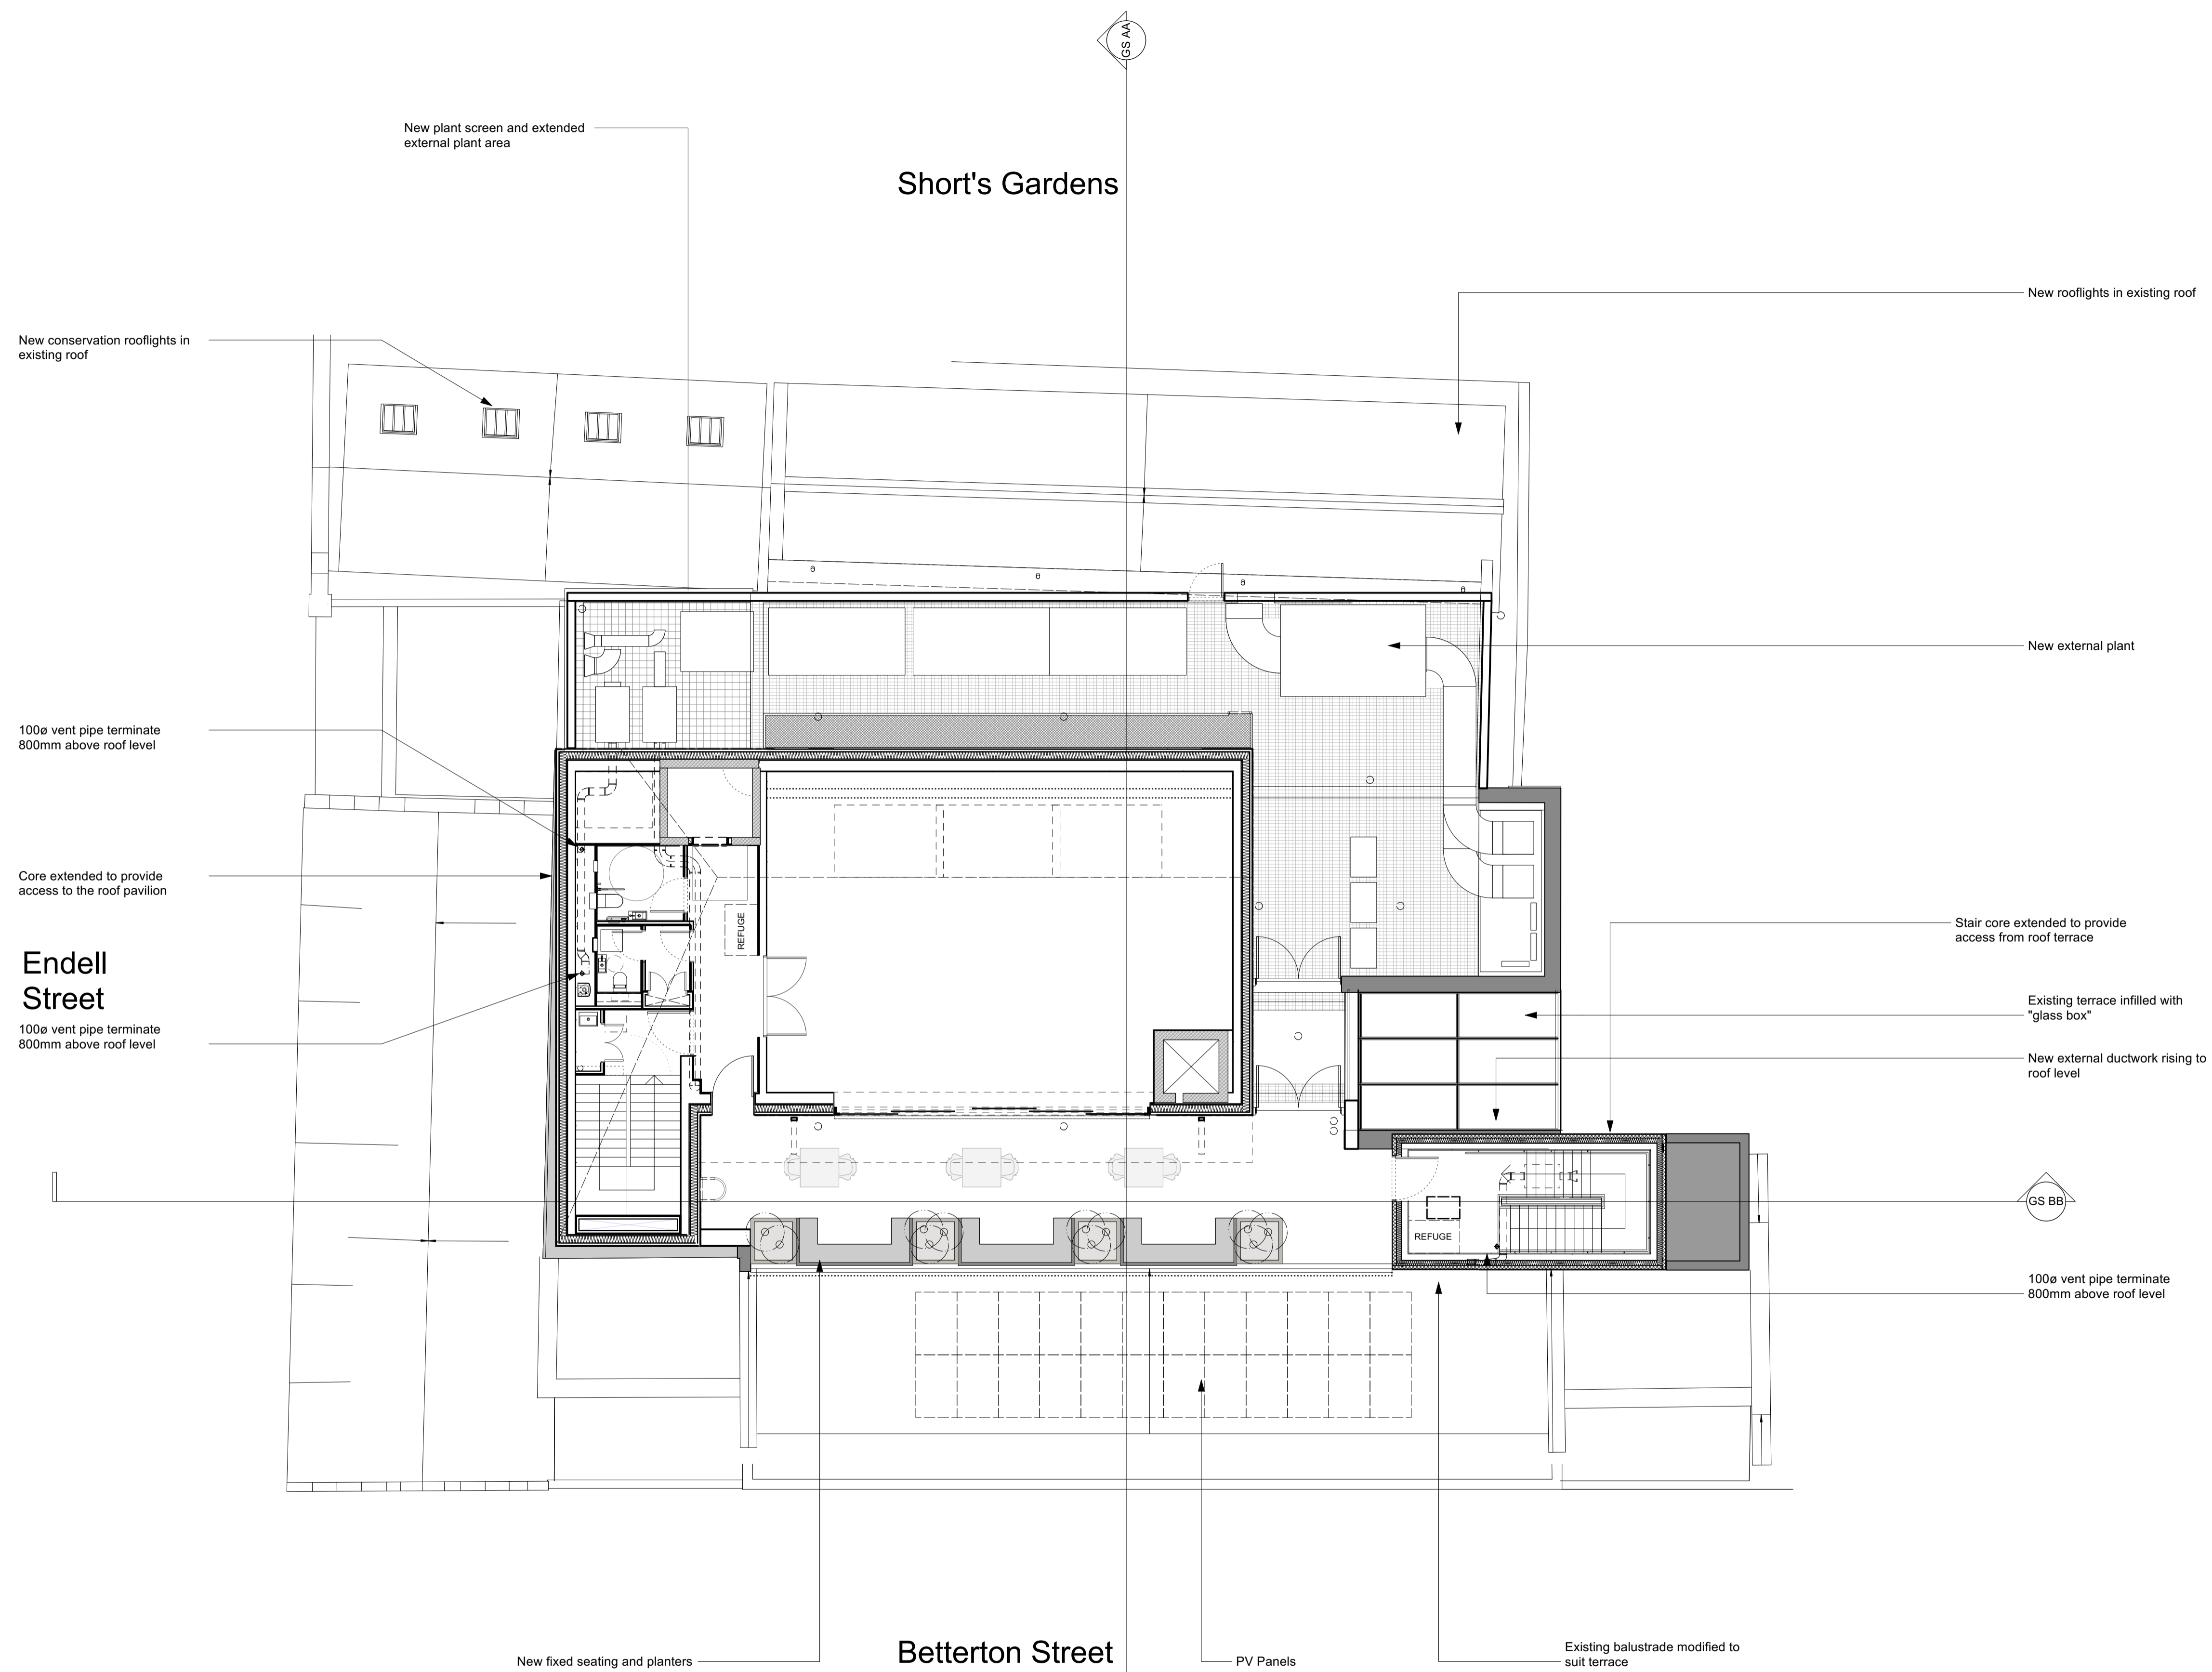 GS AA
New plant screen and extended
external plant area
Short's Gardens
New rooflights in existing roof
New conservation rooflights in
existing roof
New external plant
100ø vent pipe terminate
800mm above roof level
Core extended to provide
access to the roof pavilion
REFUGE
Stair core extended to provide
access from roof terrace
Endell
Street
Existing terrace infilled with
"glass box"
100ø vent pipe terminate
800mm above roof level
New external ductwork rising to
roof level
GS BB
REFUGE
100ø vent pipe terminate
800mm above roof level
New fixed seating and planters
Betterton Street
PV Panels
Existing balustrade modified to
suit terrace